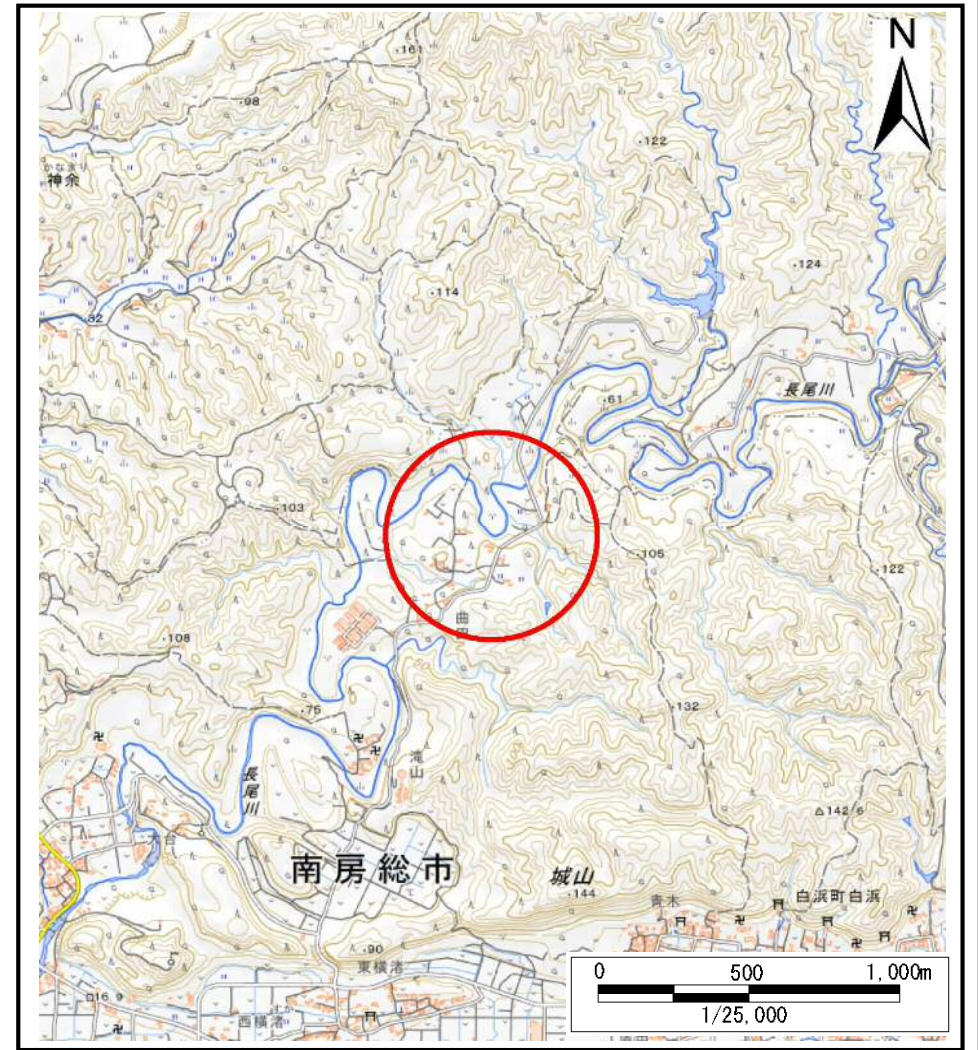 N
161
98
122
かなまり
神余
124
114
32
長尾川
61
103
105
122
曲田
108
75
132
滝山
長尾川
142.6
台
南房総市
城山
144
青木
白浜町白浜
90
東横渚
16.9
西横渚
0 500 1,000m
1/25,000